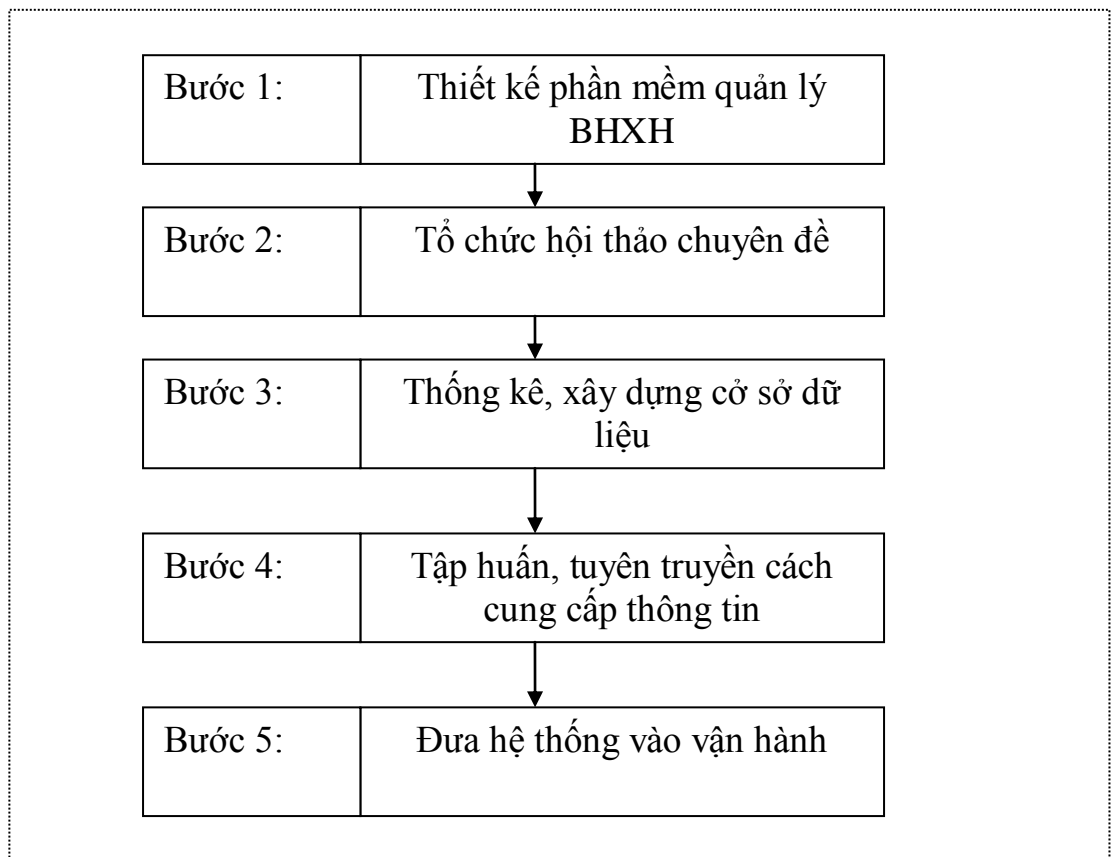 Bước 1: Thiết kế phần mềm quản lý
BHXH
Bước 2: Tổ chức hội thảo chuyên đề
Bước 3: Thống kê, xây dựng cở sở dữ
liệu
Bước 4: Tập huấn, tuyên truyền cách
cung cấp thông tin
Bước 5: Đưa hệ thống vào vận hành